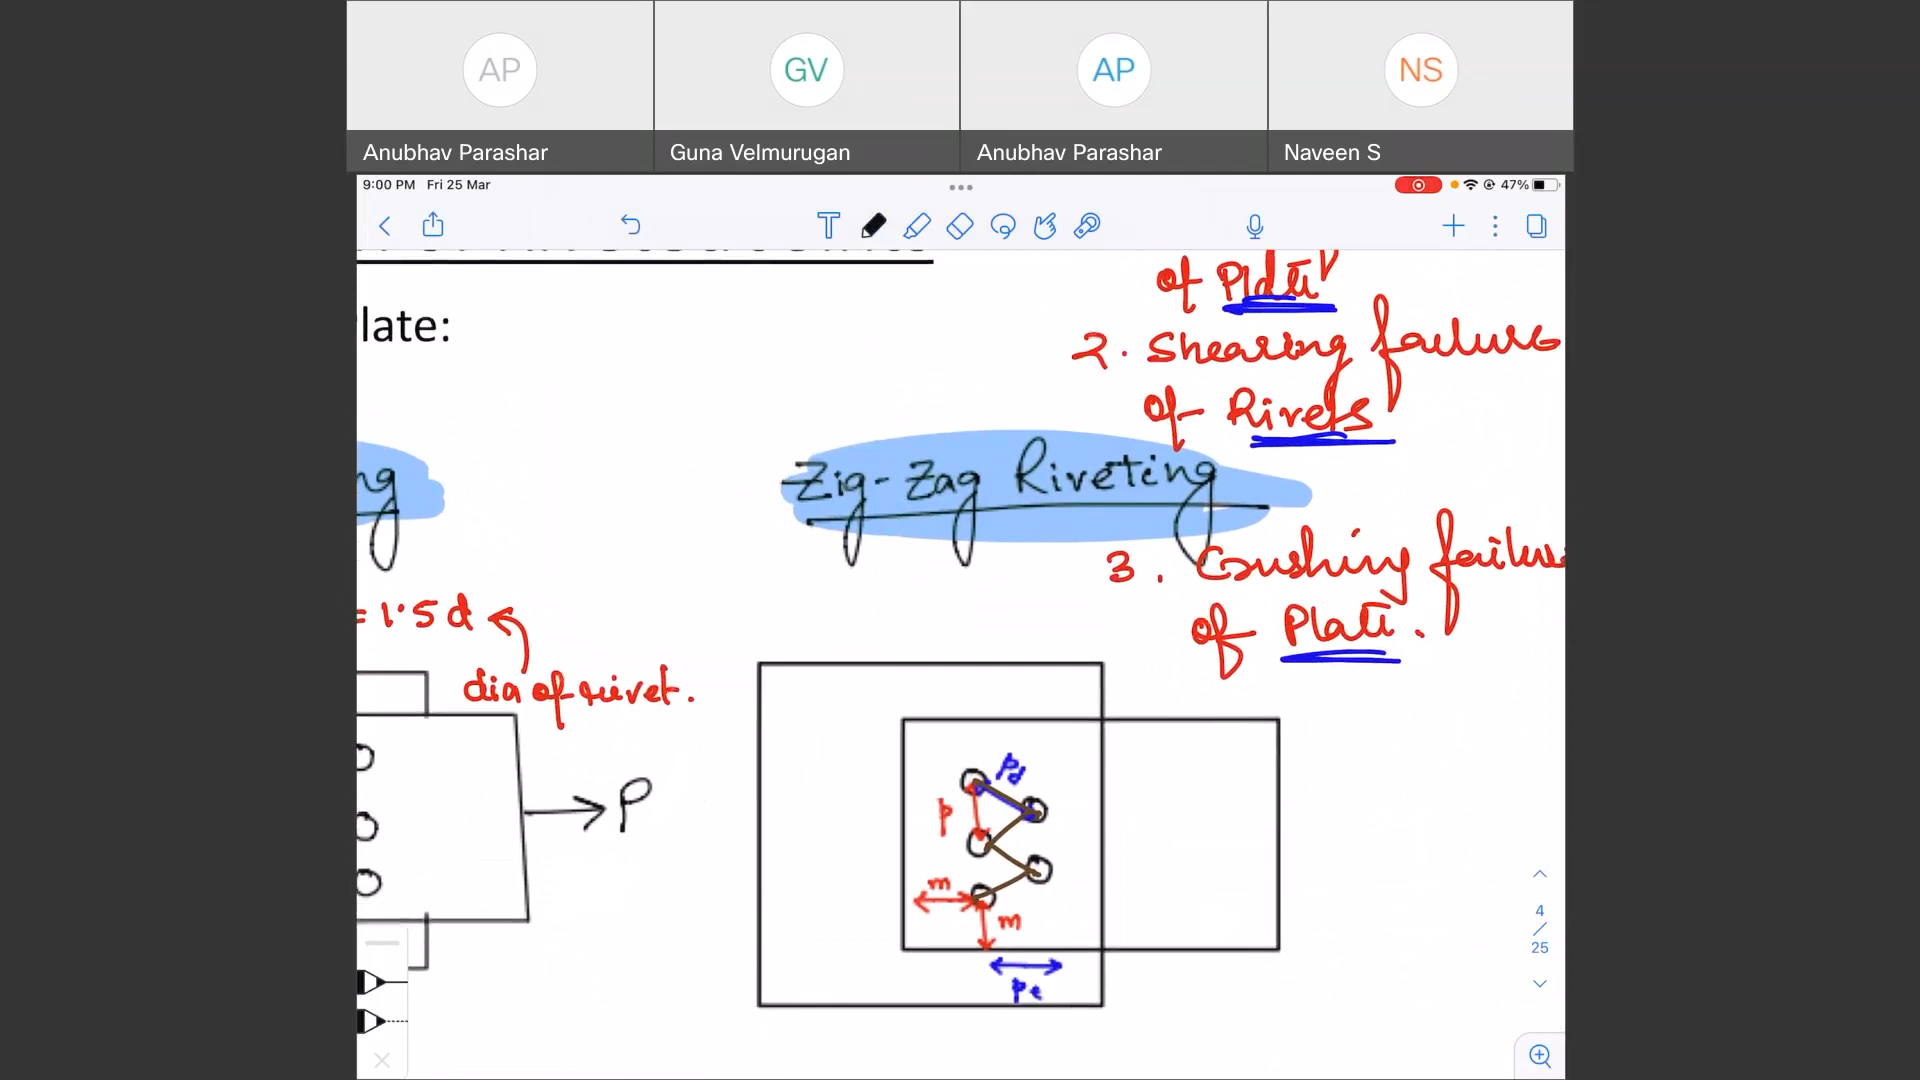 AP
GV
AP
NS
Anubhav Parashar
Guna Velmurugan
Anubhav Parashar
Naveen S
9:00 PM Fri 25 Mar
47%
of Plate
late:
2. Shearing failure
of Rivets
ng
Zig-Zag Riveting
3. Crushing failure
of Plate.
= 1.5 d
dia of rivet.
P
Pd
p
m
m
Pt
4
25